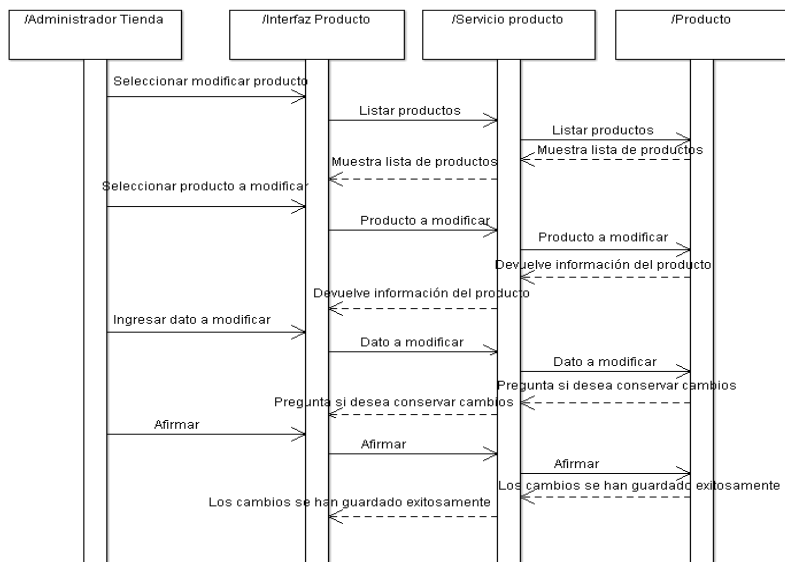 /Administrador Tienda
/Interfaz Producto
/Servicio producto
/Producto
Seleccionar modificar producto
Listar productos
Listar productos
Muestra lista de productos
Muestra lista de productos
Seleccionar producto a modificar
Producto a modificar
Producto a modificar
Devuelve información del producto
Devuelve información del producto
Ingresar dato a modificar
Dato a modificar
Dato a modificar
Pregunta si desea conservar cambios
Pregunta si desea conservar cambios
Afirmar
Afirmar
Afirmar
Los cambios se han guardado exitosamente
Los cambios se han guardado exitosamente